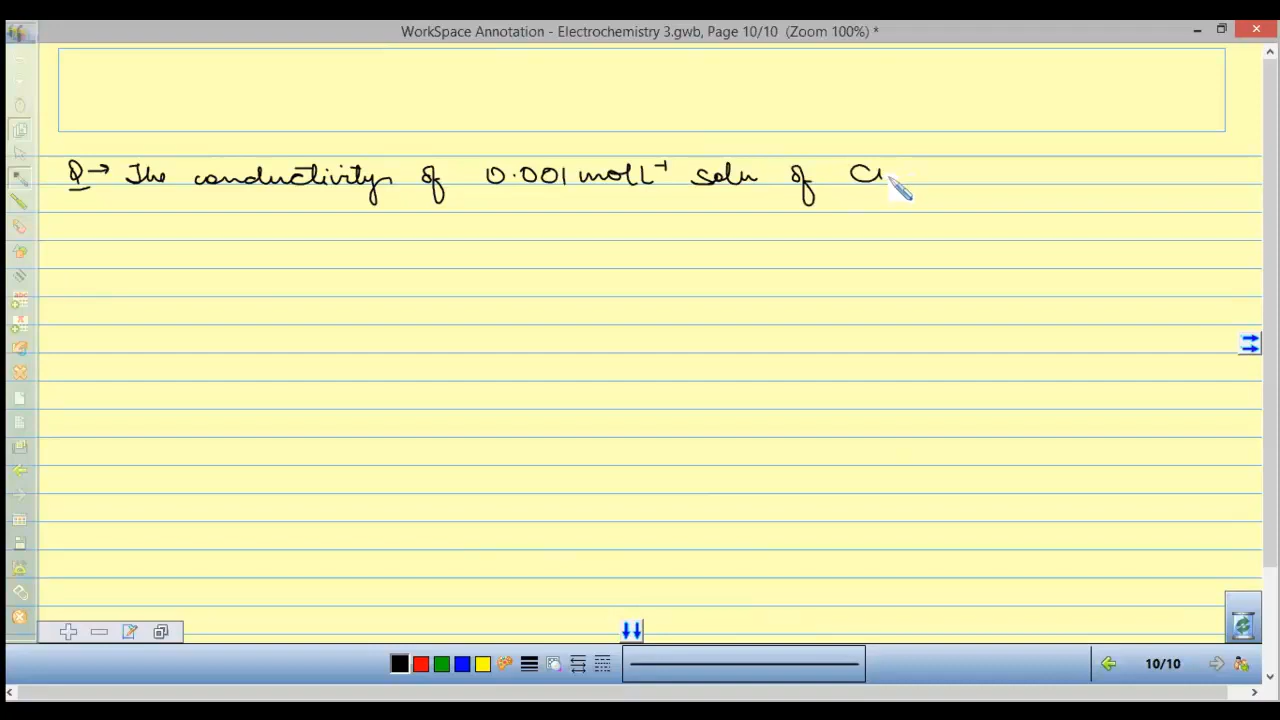 WorkSpace Annotation - Electrochemistry 3.gwb, Page 10/10 (Zoom 100%) *
Q→ The conductivity of 0.001 mol L⁻¹ soln of
10/10